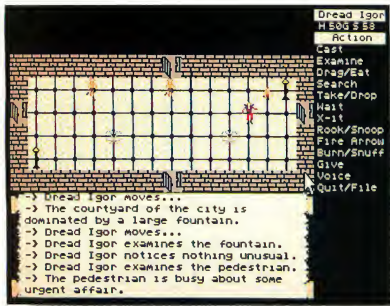 Dread Igor
H 50G S 58
Action
Cast
Examine
Drag/Eat
Search
Take/Drop
Wait
X-it
Rook/Snoop
Fire Arrow
Burn/Snuff
Give
Voice
Quit/File
-> Dread Igor moves...
-> The courtyard of the city is
dominated by a large fountain.
-> Dread Igor moves...
-> Dread Igor examines the fountain.
-> Dread Igor notices nothing unusual.
-> Dread Igor examines the pedestrian.
-> The pedestrian is busy about some
urgent affair.